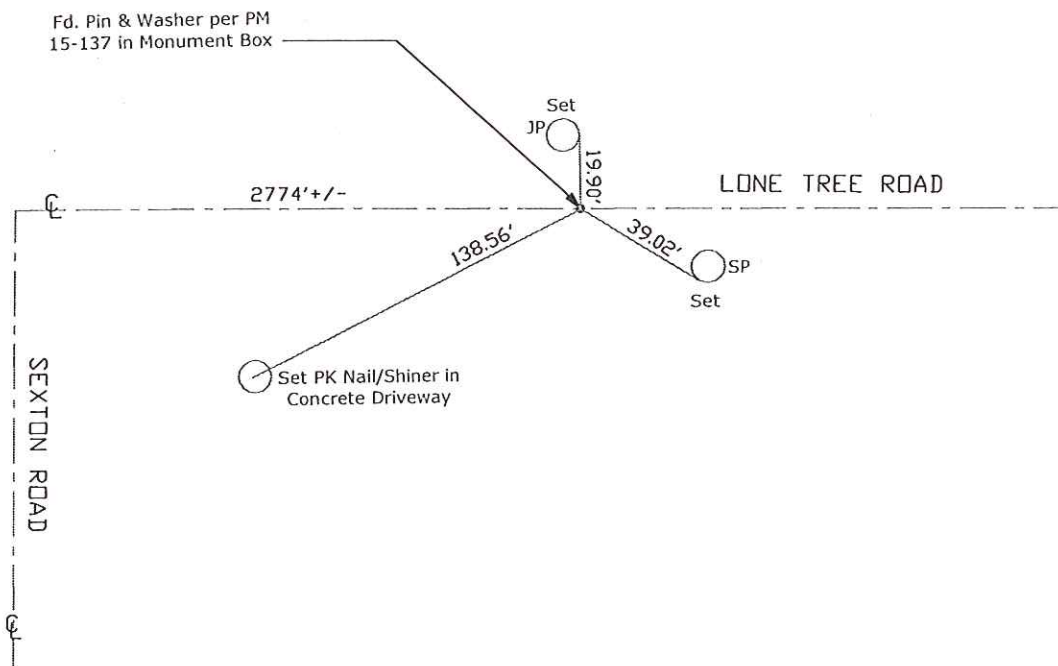 Fd. Pin & Washer per PM
15-137 in Monument Box
Set
JP
19.90'
LONE TREE ROAD
℄
2774'+/-
138.56'
39.02'
SP
Set
Set PK Nail/Shiner in
Concrete Driveway
SEXTON ROAD
℄